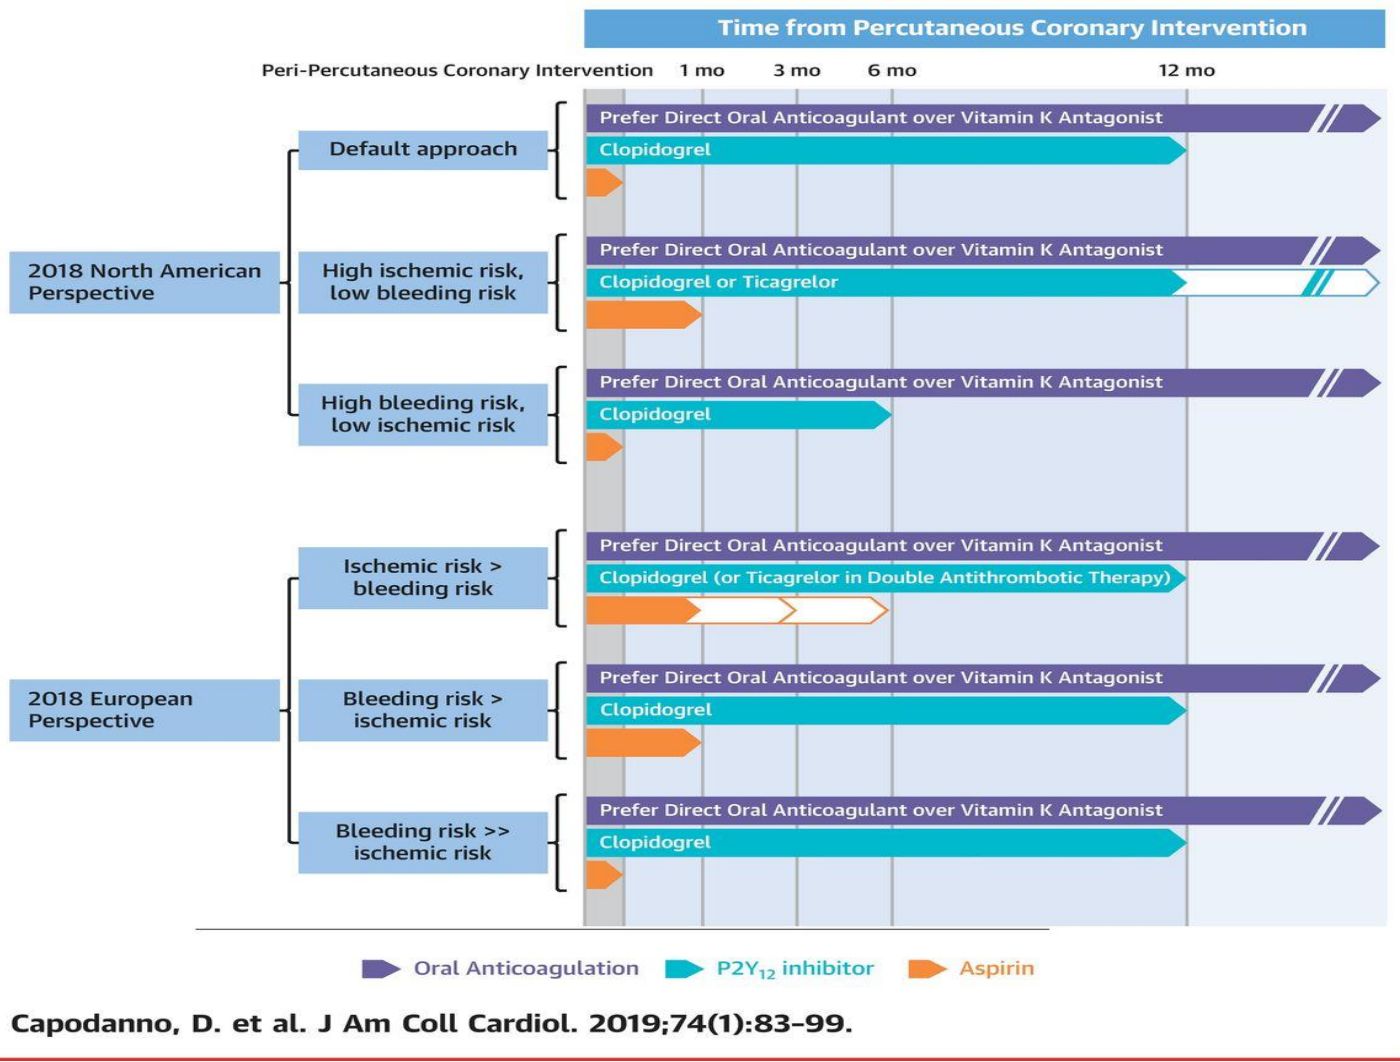 Time from Percutaneous Coronary Intervention
Peri-Percutaneous Coronary Intervention 1 mo 3 mo 6 mo 12 mo
2018 North American
Perspective
Default approach
Prefer Direct Oral Anticoagulant over Vitamin K Antagonist
Clopidogrel
High ischemic risk,
low bleeding risk
Prefer Direct Oral Anticoagulant over Vitamin K Antagonist
Clopidogrel or Ticagrelor
High bleeding risk,
low ischemic risk
Prefer Direct Oral Anticoagulant over Vitamin K Antagonist
Clopidogrel
2018 European
Perspective
Ischemic risk >
bleeding risk
Prefer Direct Oral Anticoagulant over Vitamin K Antagonist
Clopidogrel (or Ticagrelor in Double Antithrombotic Therapy)
Bleeding risk >
ischemic risk
Prefer Direct Oral Anticoagulant over Vitamin K Antagonist
Clopidogrel
Bleeding risk >>
ischemic risk
Prefer Direct Oral Anticoagulant over Vitamin K Antagonist
Clopidogrel
Oral Anticoagulation P2Y12 inhibitor Aspirin
Capodanno, D. et al. J Am Coll Cardiol. 2019;74(1):83–99.